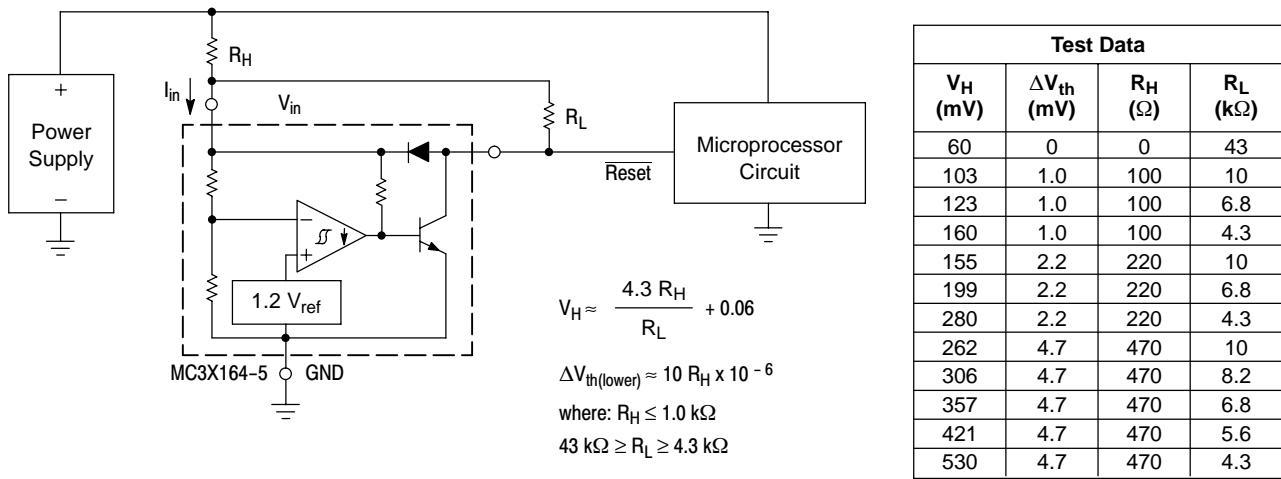 R_H
I_in
V_in
R_L
+
Power
Supply
−
Reset
Microprocessor
Circuit
−
+
1.2 V_ref
MC3X164−5
GND
V_H ≈ 4.3 R_H / R_L + 0.06
ΔV_th(lower) ≈ 10 R_H x 10^−6
where: R_H ≤ 1.0 kΩ
43 kΩ ≥ R_L ≥ 4.3 kΩ
Test Data
V_H (mV) ΔV_th (mV) R_H (Ω) R_L (kΩ)
60 0 0 43
103 1.0 100 10
123 1.0 100 6.8
160 1.0 100 4.3
155 2.2 220 10
199 2.2 220 6.8
280 2.2 220 4.3
262 4.7 470 10
306 4.7 470 8.2
357 4.7 470 6.8
421 4.7 470 5.6
530 4.7 470 4.3